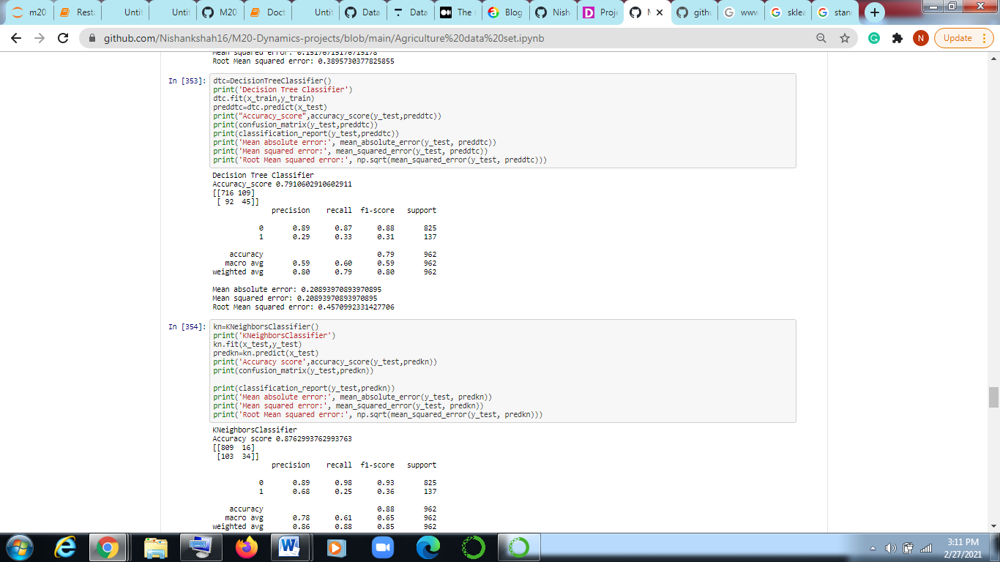 m20
Resta
Untit
Untit
M20
Doct
Untit
Data
Data
The r
Blog
Nish
Proje
githu
www
sklea
stand
github.com/Nishankshah16/M20-Dynamics-projects/blob/main/Agriculture%20data%20set.ipynb
N
Update
Mean squared error: 0.15176715176715178
Root Mean squared error: 0.3895730377825855
In [353]:
dtc=DecisionTreeClassifier()
print('Decision Tree Classifier')
dtc.fit(x_train,y_train)
preddtc=dtc.predict(x_test)
print("Accuracy_score",accuracy_score(y_test,preddtc))
print(confusion_matrix(y_test,preddtc))
print(classification_report(y_test,preddtc))
print('Mean absolute error:', mean_absolute_error(y_test, preddtc))
print('Mean squared error:', mean_squared_error(y_test, preddtc))
print('Root Mean squared error:', np.sqrt(mean_squared_error(y_test, preddtc)))
Decision Tree Classifier
Accuracy_score 0.7910602910602911
[[716 109]
[ 92 45]]
precision recall f1-score support
0 0.89 0.87 0.88 825
1 0.29 0.33 0.31 137
accuracy 0.79 962
macro avg 0.59 0.60 0.59 962
weighted avg 0.80 0.79 0.80 962
Mean absolute error: 0.20893970893970895
Mean squared error: 0.20893970893970895
Root Mean squared error: 0.4570992331427706
In [354]:
kn=KNeighborsClassifier()
print('KNeighborsClassifier')
kn.fit(x_test,y_test)
predkn=kn.predict(x_test)
print('Accuracy score',accuracy_score(y_test,predkn))
print(confusion_matrix(y_test,predkn))
print(classification_report(y_test,predkn))
print('Mean absolute error:', mean_absolute_error(y_test, predkn))
print('Mean squared error:', mean_squared_error(y_test, predkn))
print('Root Mean squared error:', np.sqrt(mean_squared_error(y_test, predkn)))
KNeighborsClassifier
Accuracy score 0.8762993762993763
[[809 16]
[103 34]]
precision recall f1-score support
0 0.89 0.98 0.93 825
1 0.68 0.25 0.36 137
accuracy 0.88 962
macro avg 0.78 0.61 0.65 962
weighted avg 0.86 0.88 0.85 962
3:11 PM
2/27/2021